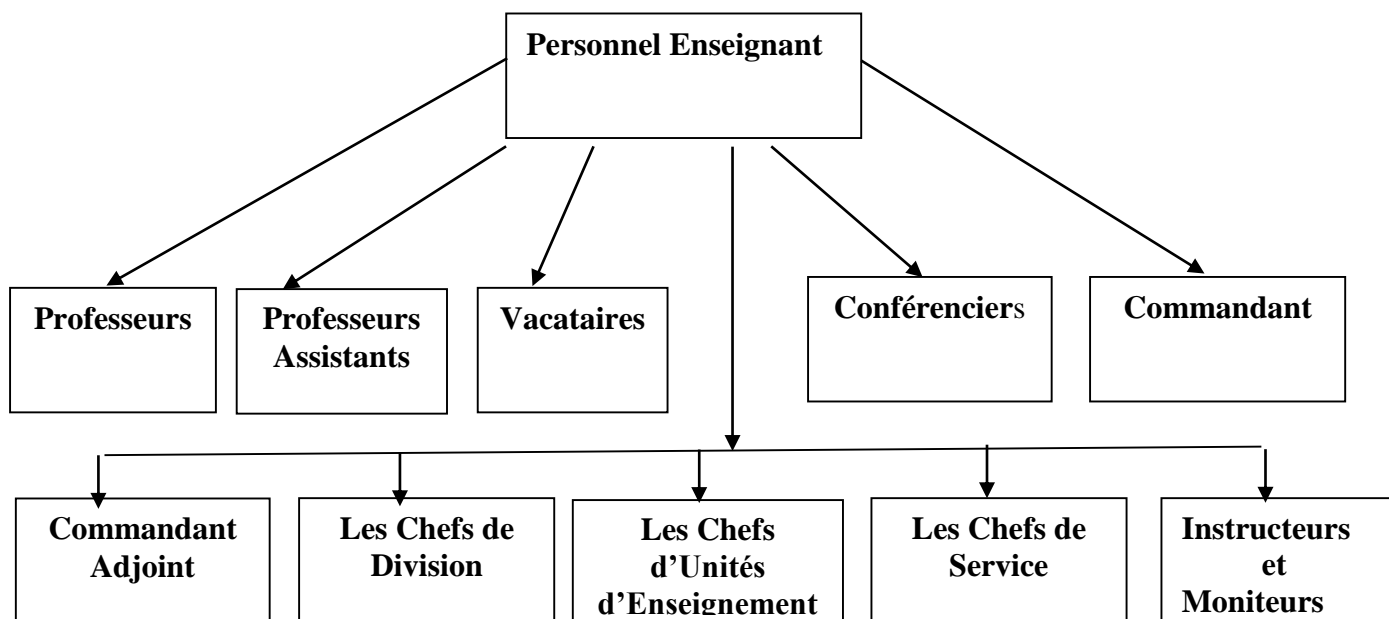 Personnel Enseignant
Professeurs
Professeurs
Assistants
Vacataires
Conférenciers
Commandant
Commandant
Adjoint
Les Chefs de
Division
Les Chefs
d’Unités
d’Enseignement
Les Chefs de
Service
Instructeurs
et
Moniteurs